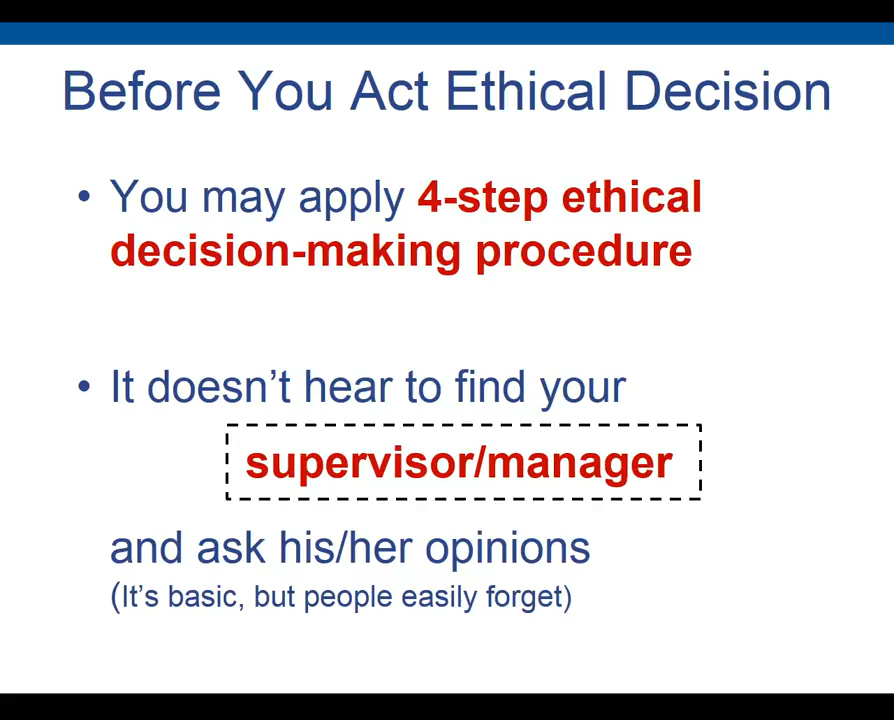 Before You Act Ethical Decision
• You may apply 4-step ethical
decision-making procedure
• It doesn’t hear to find your
supervisor/manager
and ask his/her opinions
(It’s basic, but people easily forget)